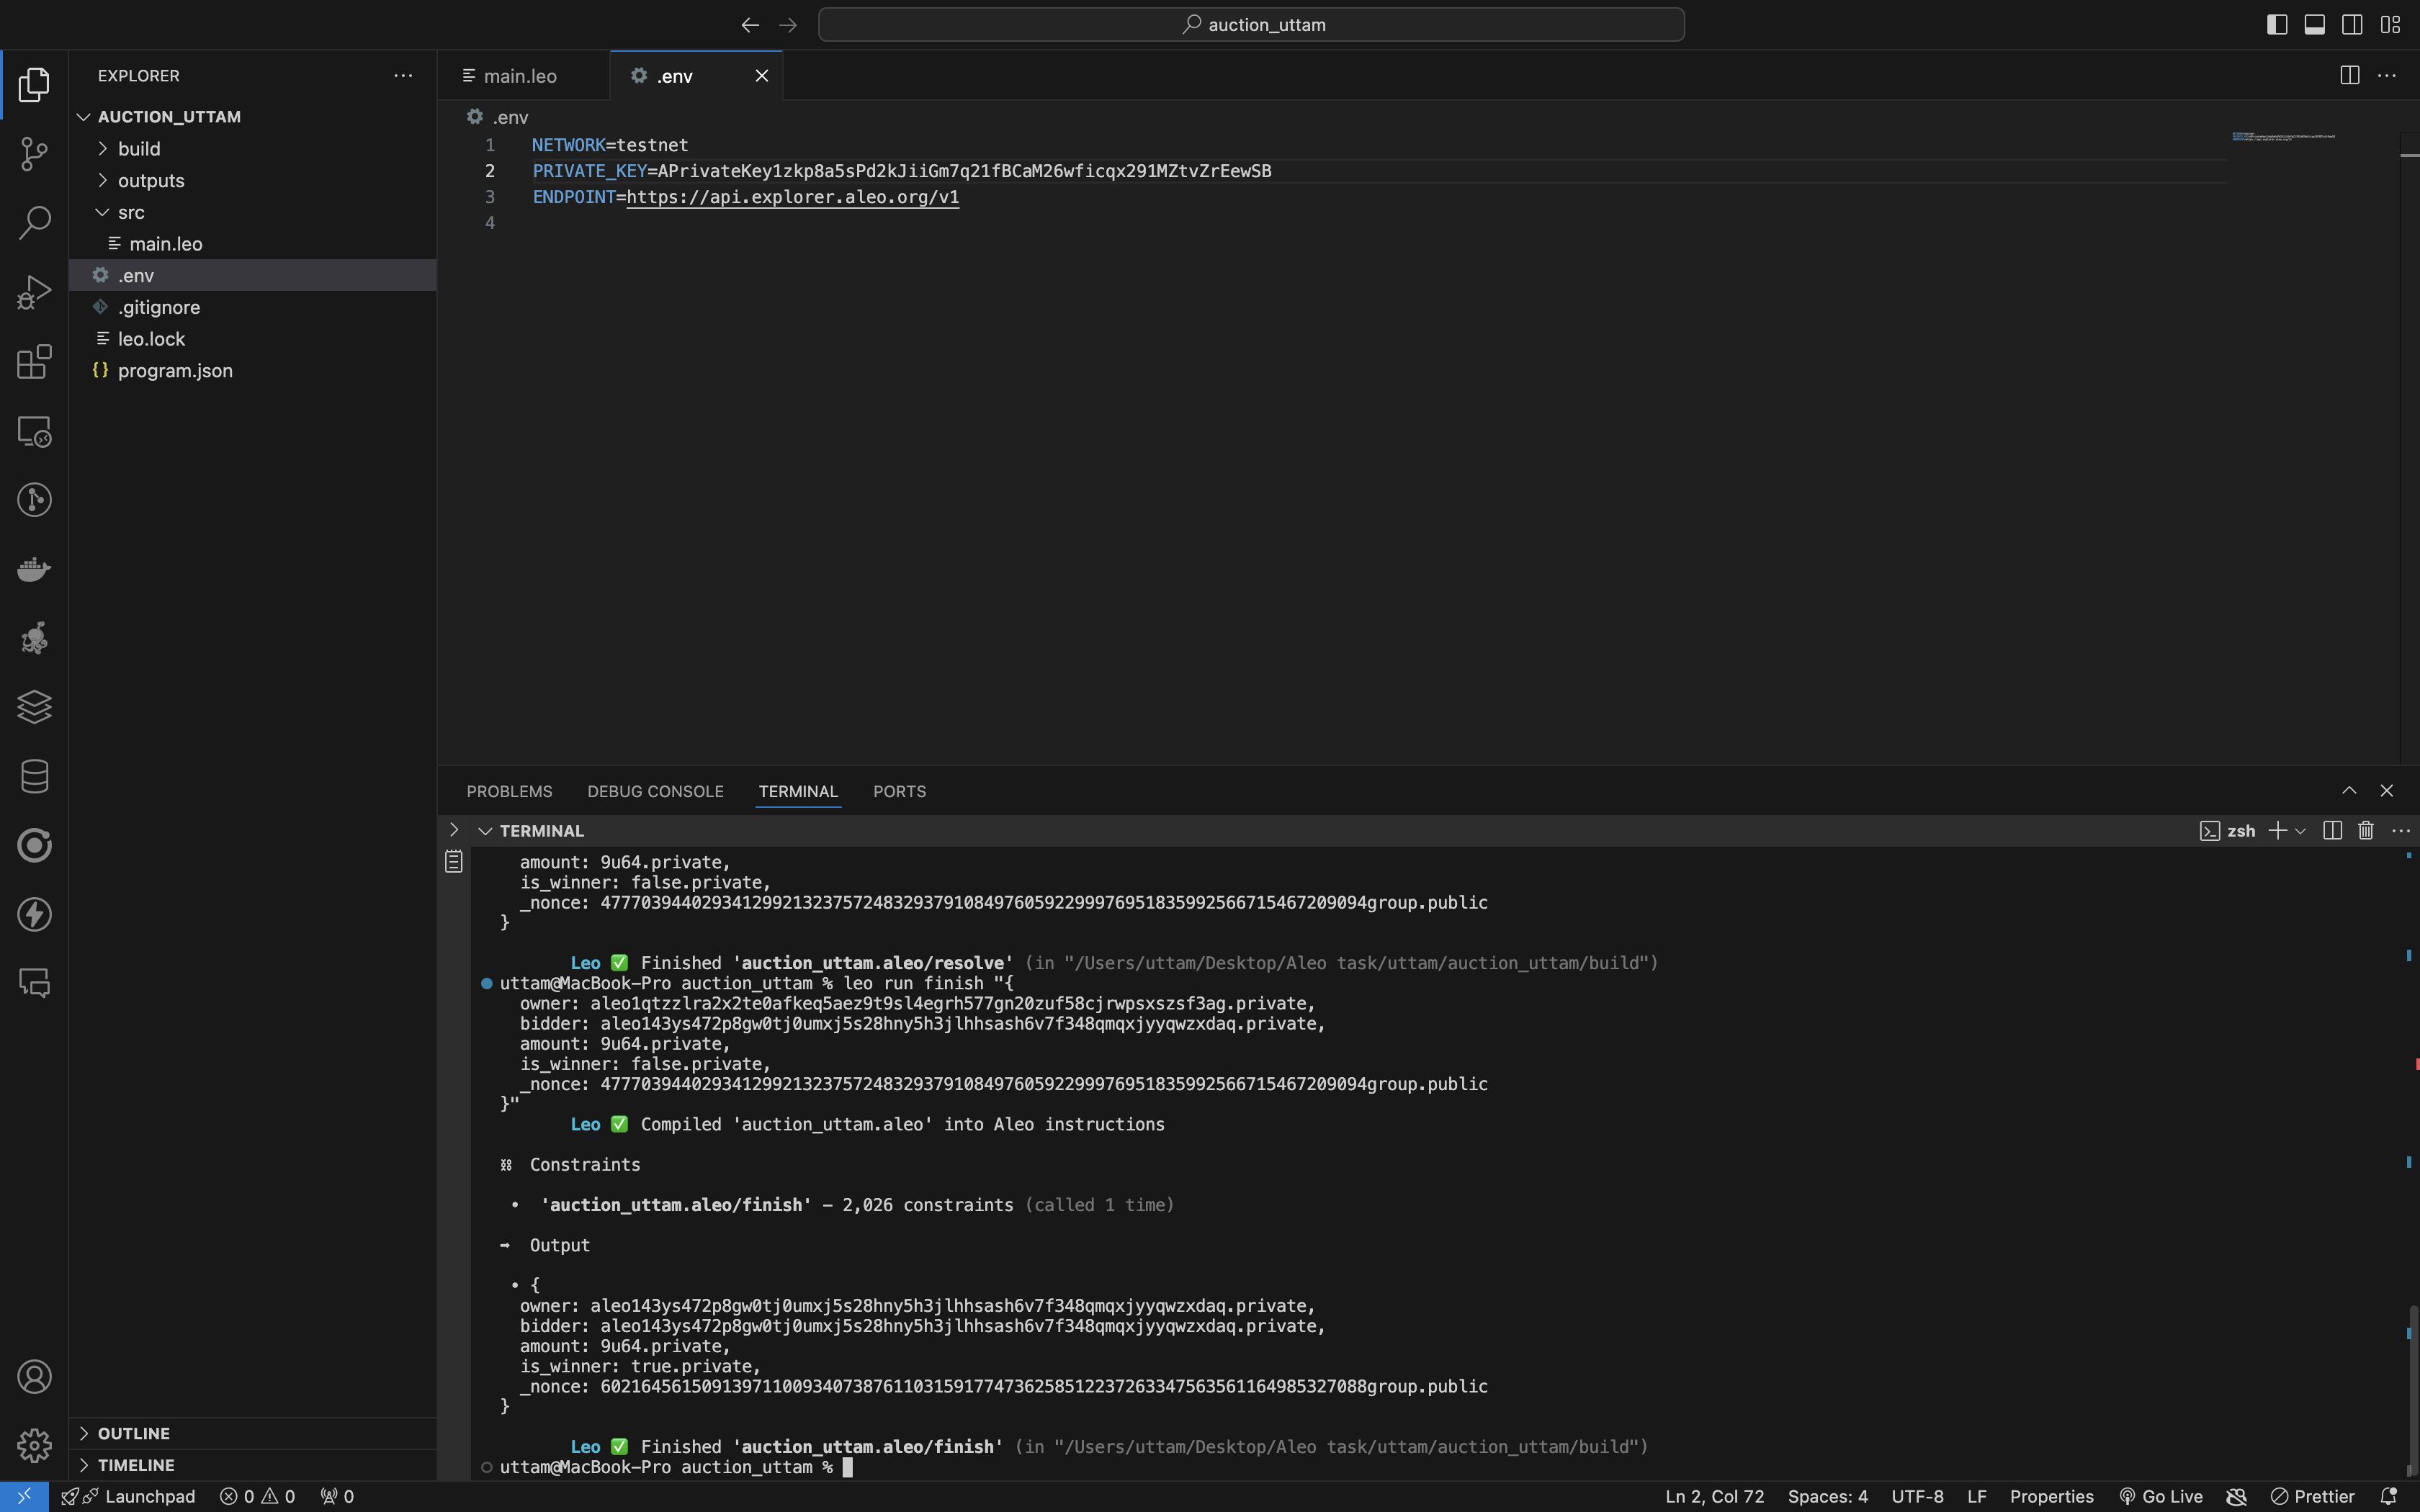 auction_uttam
EXPLORER
main.leo
.env
AUCTION_UTTAM
build
outputs
src
main.leo
.env
.gitignore
leo.lock
program.json
.env
1 NETWORK=testnet
2 PRIVATE_KEY=APrivateKey1zkp8a5sPd2kJiiGm7q21fBCaM26wficqx291MZtvZrEewSB
3 ENDPOINT=https://api.explorer.aleo.org/v1
4
PROBLEMS DEBUG CONSOLE TERMINAL PORTS
TERMINAL
zsh
amount: 9u64.private,
is_winner: false.private,
_nonce: 4777039440293412992132375724832937910849760592299976951835992566715467209094group.public
}
Leo ✅ Finished 'auction_uttam.aleo/resolve' (in "/Users/uttam/Desktop/Aleo task/uttam/auction_uttam/build")
uttam@MacBook-Pro auction_uttam % leo run finish "{
owner: aleo1qtzzlra2x2te0afkeq5aez9t9sl4egrh577gn20zuf58cjrwpsxszsf3ag.private,
bidder: aleo143ys472p8gw0tj0umxj5s28hny5h3jlhhsash6v7f348qmqxjyyqwzxdaq.private,
amount: 9u64.private,
is_winner: false.private,
_nonce: 4777039440293412992132375724832937910849760592299976951835992566715467209094group.public
}"
Leo ✅ Compiled 'auction_uttam.aleo' into Aleo instructions
⛓ Constraints
• 'auction_uttam.aleo/finish' - 2,026 constraints (called 1 time)
➡ Output
• {
owner: aleo143ys472p8gw0tj0umxj5s28hny5h3jlhhsash6v7f348qmqxjyyqwzxdaq.private,
bidder: aleo143ys472p8gw0tj0umxj5s28hny5h3jlhhsash6v7f348qmqxjyyqwzxdaq.private,
amount: 9u64.private,
is_winner: true.private,
_nonce: 6021645615091397110093407387611031591774736258512237263347563561164985327088group.public
}
Leo ✅ Finished 'auction_uttam.aleo/finish' (in "/Users/uttam/Desktop/Aleo task/uttam/auction_uttam/build")
uttam@MacBook-Pro auction_uttam %
OUTLINE
TIMELINE
Launchpad 0 0 0
Ln 2, Col 72 Spaces: 4 UTF-8 LF Properties Go Live Prettier